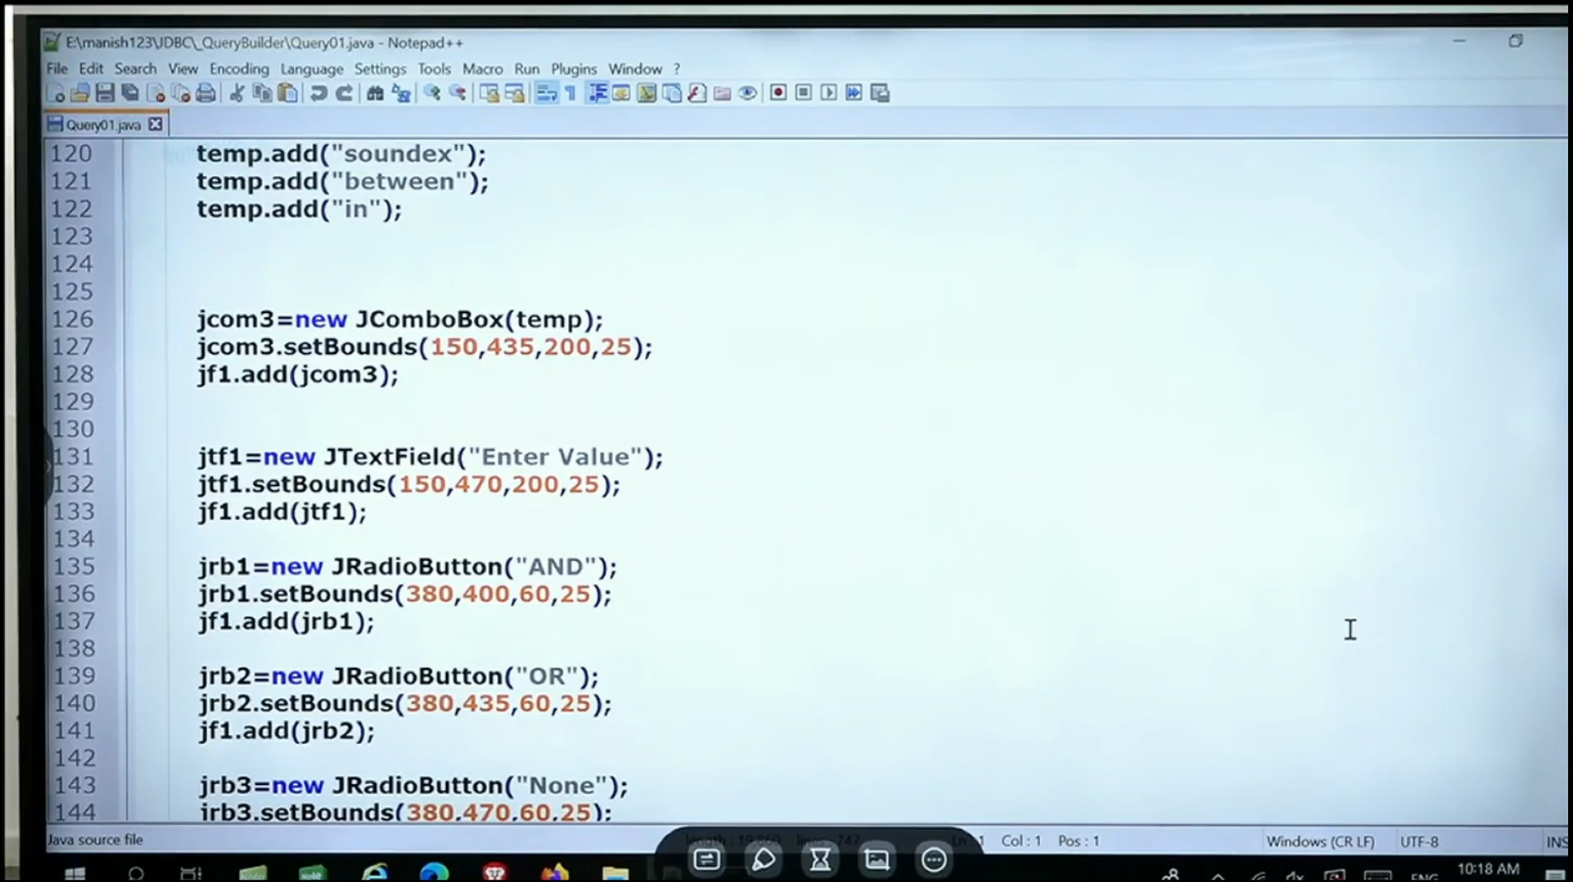 E:\manish123\JDBC\_QueryBuilder\Query01.java - Notepad++
File Edit Search View Encoding Language Settings Tools Macro Run Plugins Window ?
Query01.java
120 temp.add("soundex");
121 temp.add("between");
122 temp.add("in");
123
124
125
126 jcom3=new JComboBox(temp);
127 jcom3.setBounds(150,435,200,25);
128 jf1.add(jcom3);
129
130
131 jtf1=new JTextField("Enter Value");
132 jtf1.setBounds(150,470,200,25);
133 jf1.add(jtf1);
134
135 jrb1=new JRadioButton("AND");
136 jrb1.setBounds(380,400,60,25);
137 jf1.add(jrb1);
138
139 jrb2=new JRadioButton("OR");
140 jrb2.setBounds(380,435,60,25);
141 jf1.add(jrb2);
142
143 jrb3=new JRadioButton("None");
144 jrb3.setBounds(380,470,60,25);
Java source file Col : 1 Pos : 1 Windows (CR LF) UTF-8 INS
ENG 10:18 AM